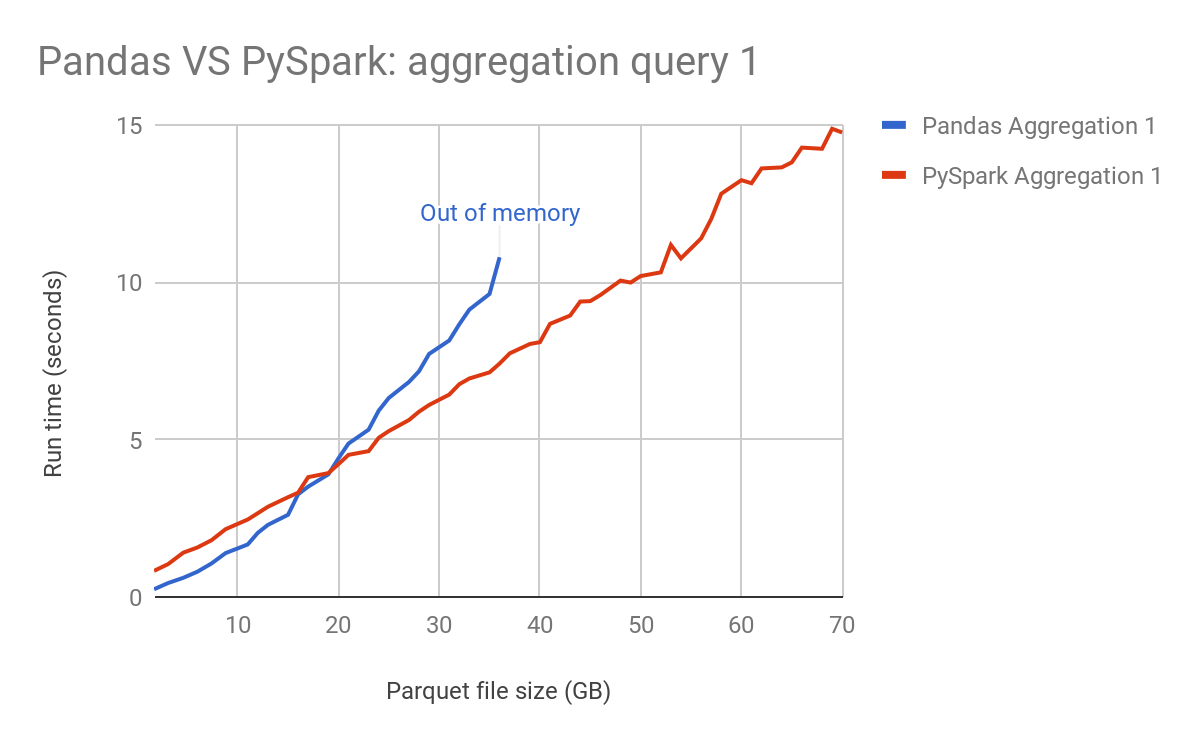 Pandas VS PySpark: aggregation query 1
15
Pandas Aggregation 1
PySpark Aggregation 1
Out of memory
10
Run time (seconds)
5
0
10 20 30 40 50 60 70
Parquet file size (GB)